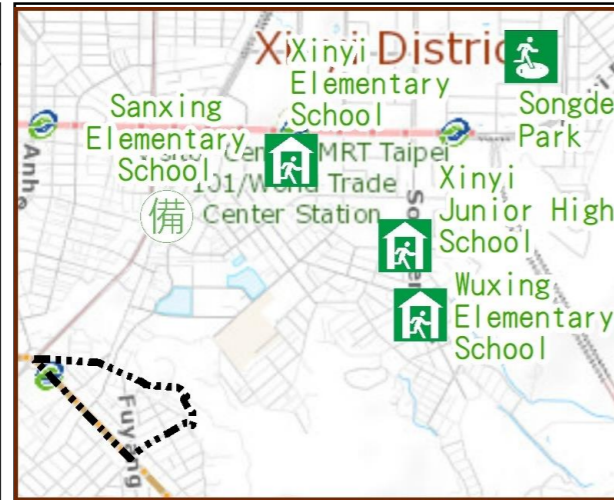 Xinyi District
Xinyi
Elementary
School
Sanxing
Elementary
School
Songde
Park
Center MRT Taipei
101/World Trade
Center Station
備
Xinyi
Junior High
School
Wuxing
Elementary
School
Anhe
Fuyang